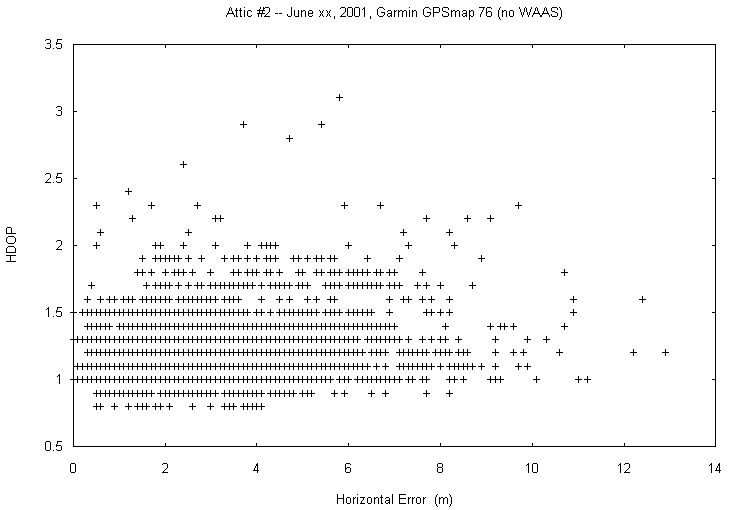 Attic #2 -- June xx, 2001, Garmin GPSmap 76 (no WAAS)
3.5
3
2.5
2
1.5
1
0.5
HDOP
0 2 4 6 8 10 12 14
Horizontal Error (m)